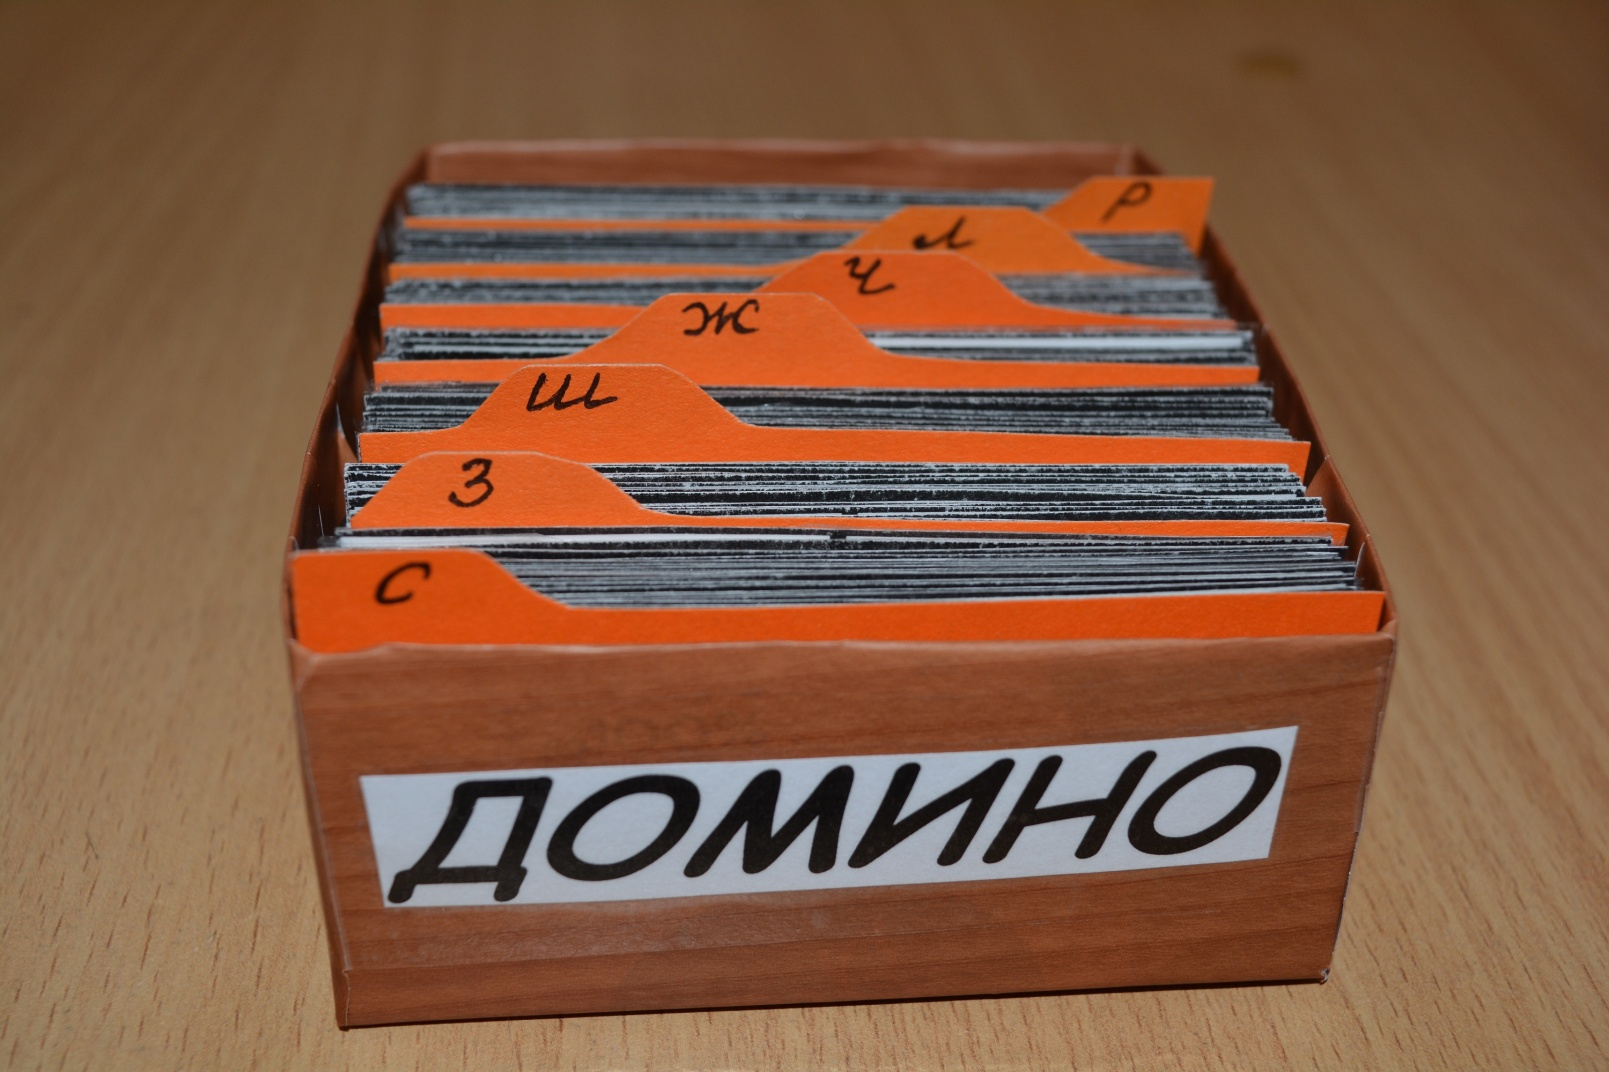 Р
Л
Ч
Ж
Ш
З
С
ДОМИНО